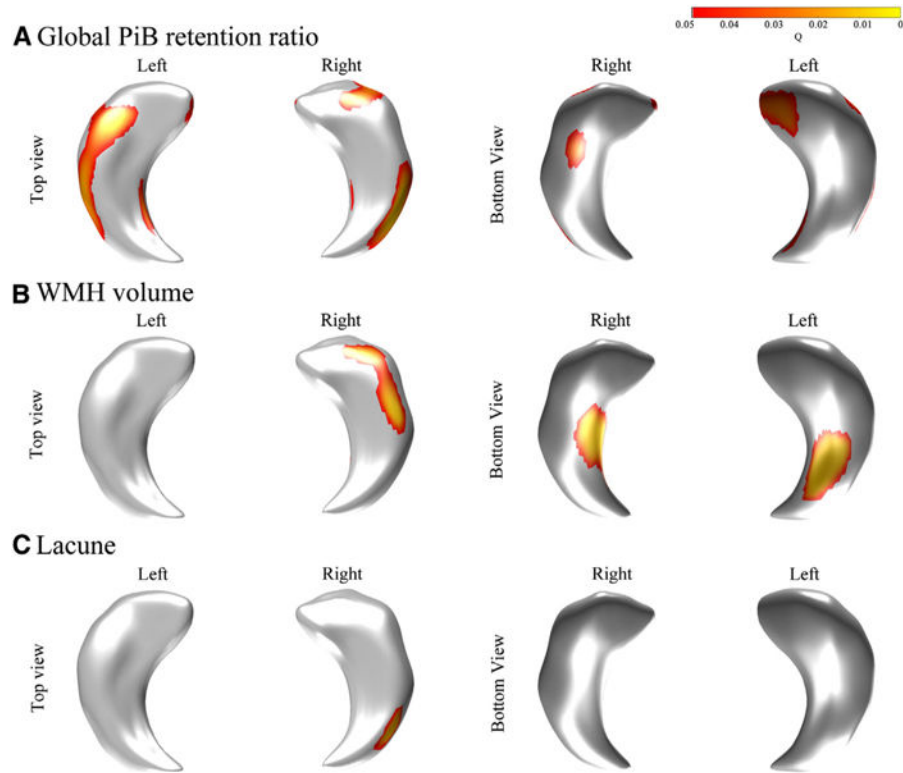 0.05 0.04 0.03 0.02 0.01 0
Q
A Global PiB retention ratio
Left Right Right Left
Top view
Bottom View
B WMH volume
Left Right Right Left
Top view
Bottom View
C Lacune
Left Right Right Left
Top view
Bottom View